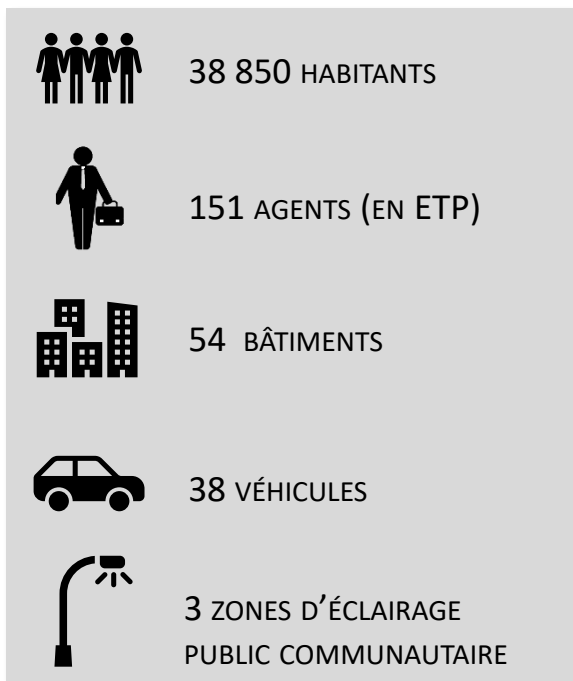 38 850 HABITANTS
151 AGENTS (EN ETP)
54 BÂTIMENTS
38 VÉHICULES
3 ZONES D'ÉCLAIRAGE
PUBLIC COMMUNAUTAIRE